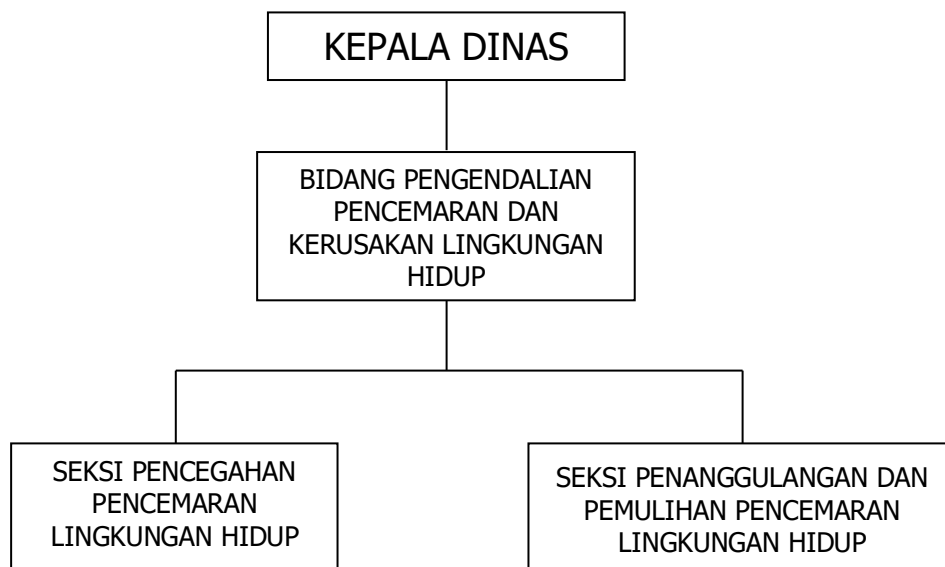 KEPALA DINAS
BIDANG PENGENDALIAN
PENCEMARAN DAN
KERUSAKAN LINGKUNGAN
HIDUP
SEKSI PENCEGAHAN
PENCEMARAN
LINGKUNGAN HIDUP
SEKSI PENANGGULANGAN DAN
PEMULIHAN PENCEMARAN
LINGKUNGAN HIDUP